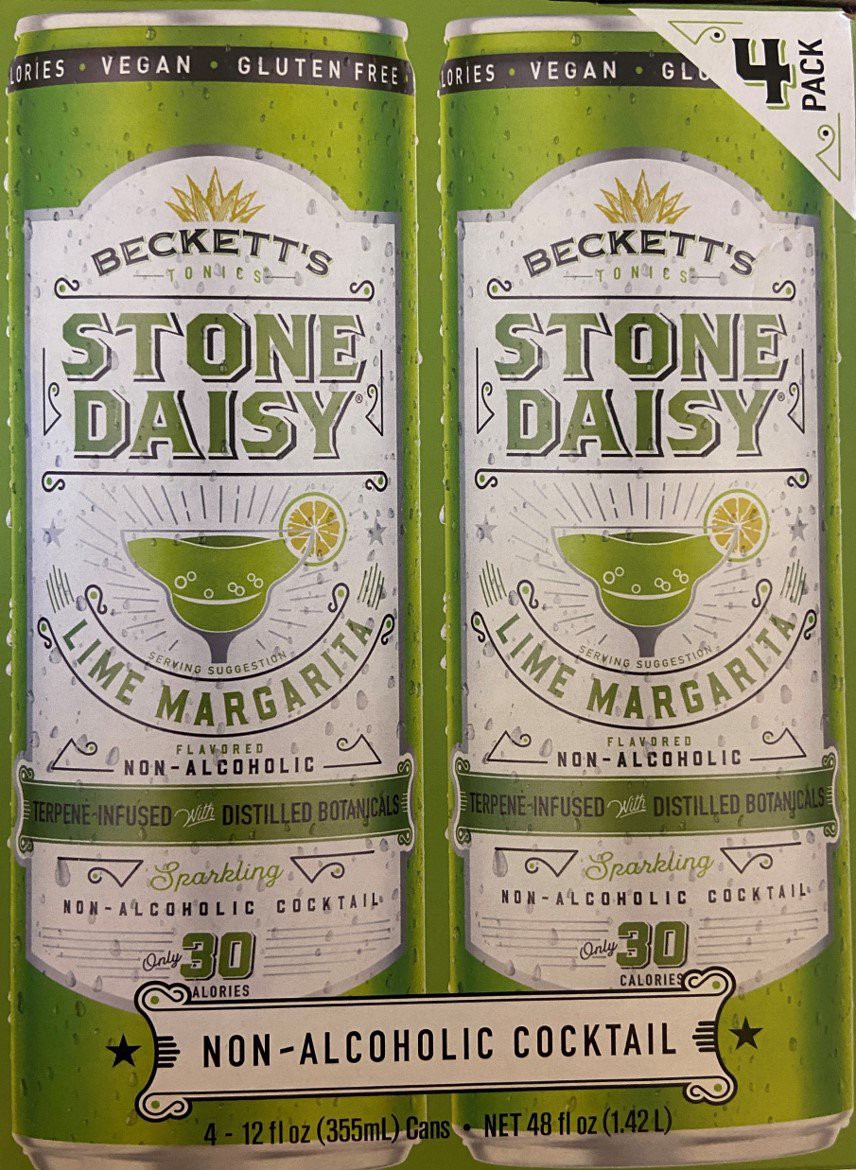 LORIES • VEGAN • GLUTEN FREE •
BECKETT'S
TONICS
STONE
DAISY®
SERVING SUGGESTION
LIME MARGARITA
FLAVORED
NON-ALCOHOLIC
TERPENE-INFUSED With DISTILLED BOTANICALS
Sparkling
NON-ALCOHOLIC COCKTAIL
Only 30
ALORIES
LORIES • VEGAN • GLU
4
PACK
BECKETT'S
TONICS
STONE
DAISY®
SERVING SUGGESTION
LIME MARGARITA
FLAVORED
NON-ALCOHOLIC
TERPENE-INFUSED With DISTILLED BOTANICALS
Sparkling
NON-ALCOHOLIC COCKTAIL
Only 30
CALORIES
NON-ALCOHOLIC COCKTAIL
4 - 12 fl oz (355mL) Cans • NET 48 fl oz (1.42 L)